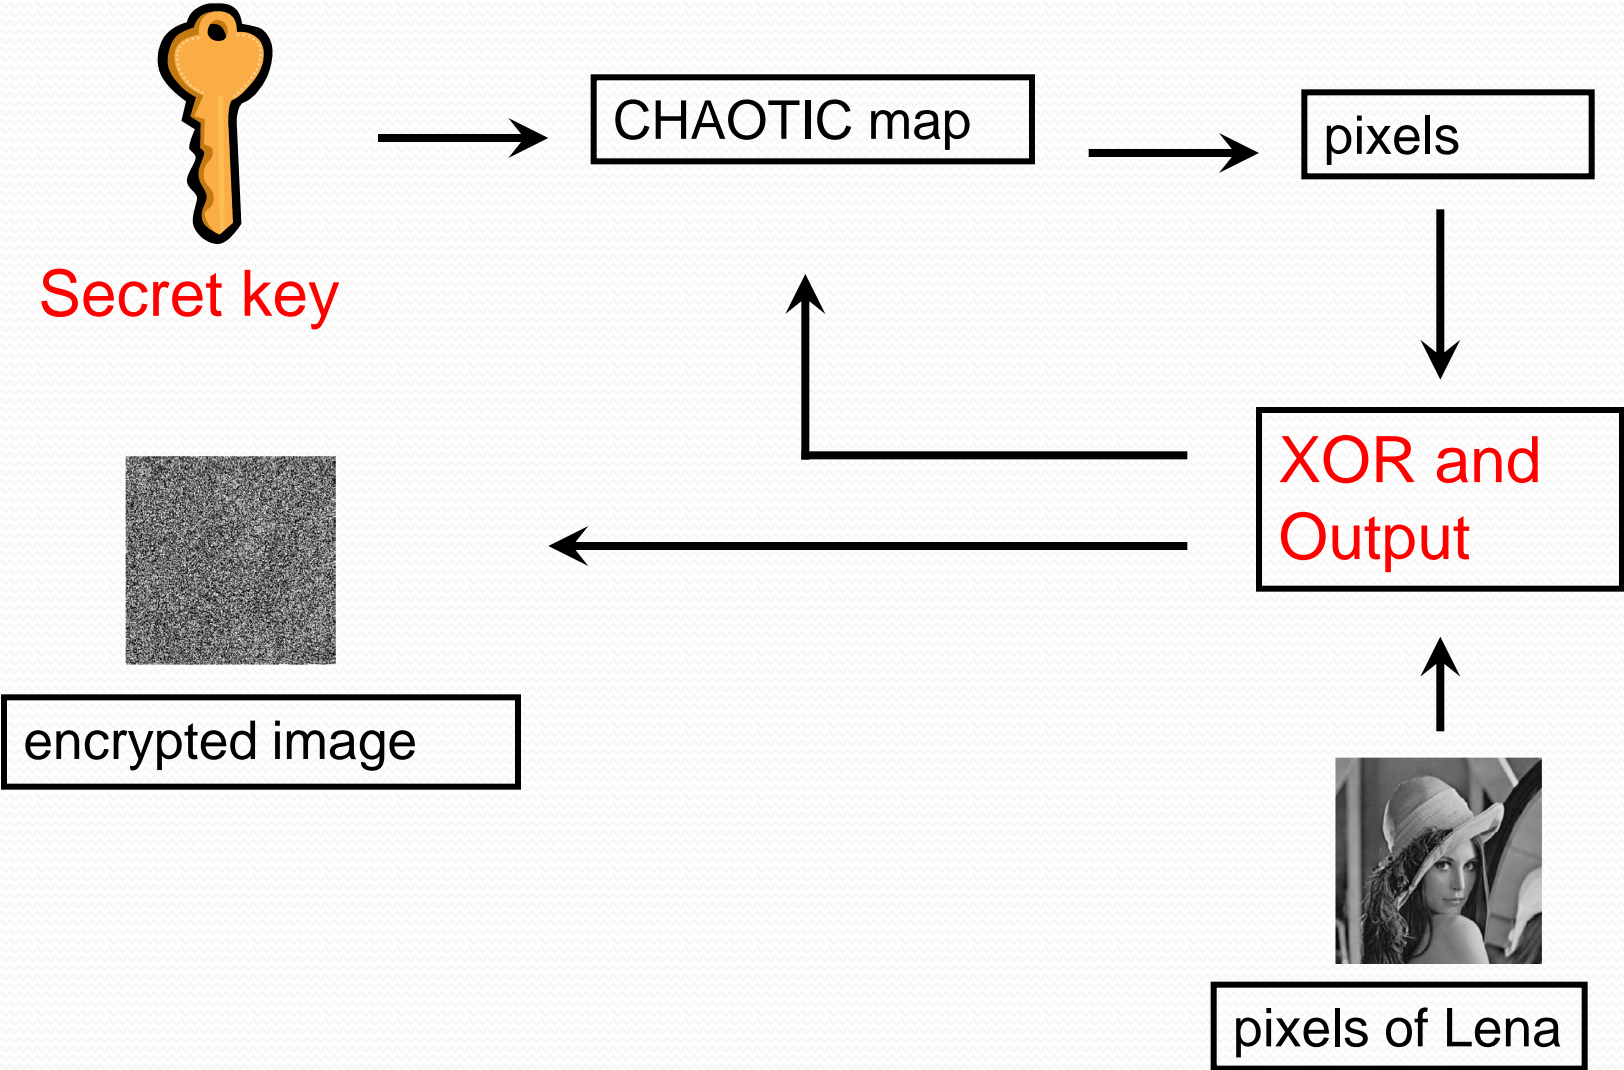 CHAOTIC map
pixels
Secret key
XOR and
Output
encrypted image
pixels of Lena